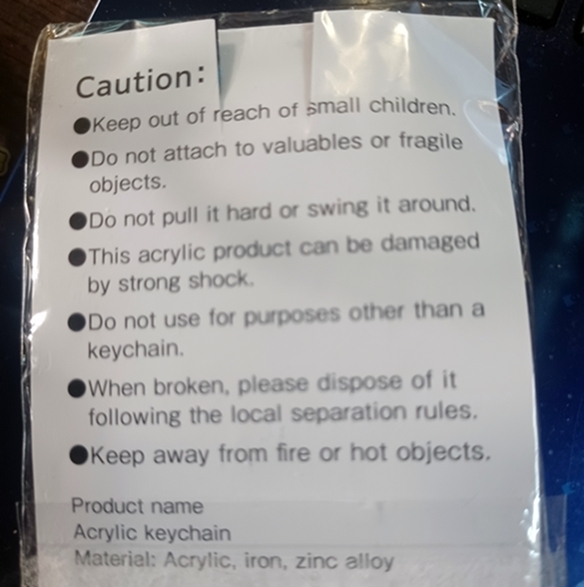 Caution:
●Keep out of reach of small children.
●Do not attach to valuables or fragile
objects.
●Do not pull it hard or swing it around.
●This acrylic product can be damaged
by strong shock.
●Do not use for purposes other than a
keychain.
●When broken, please dispose of it
following the local separation rules.
●Keep away from fire or hot objects.
Product name
Acrylic keychain
Material: Acrylic, iron, zinc alloy